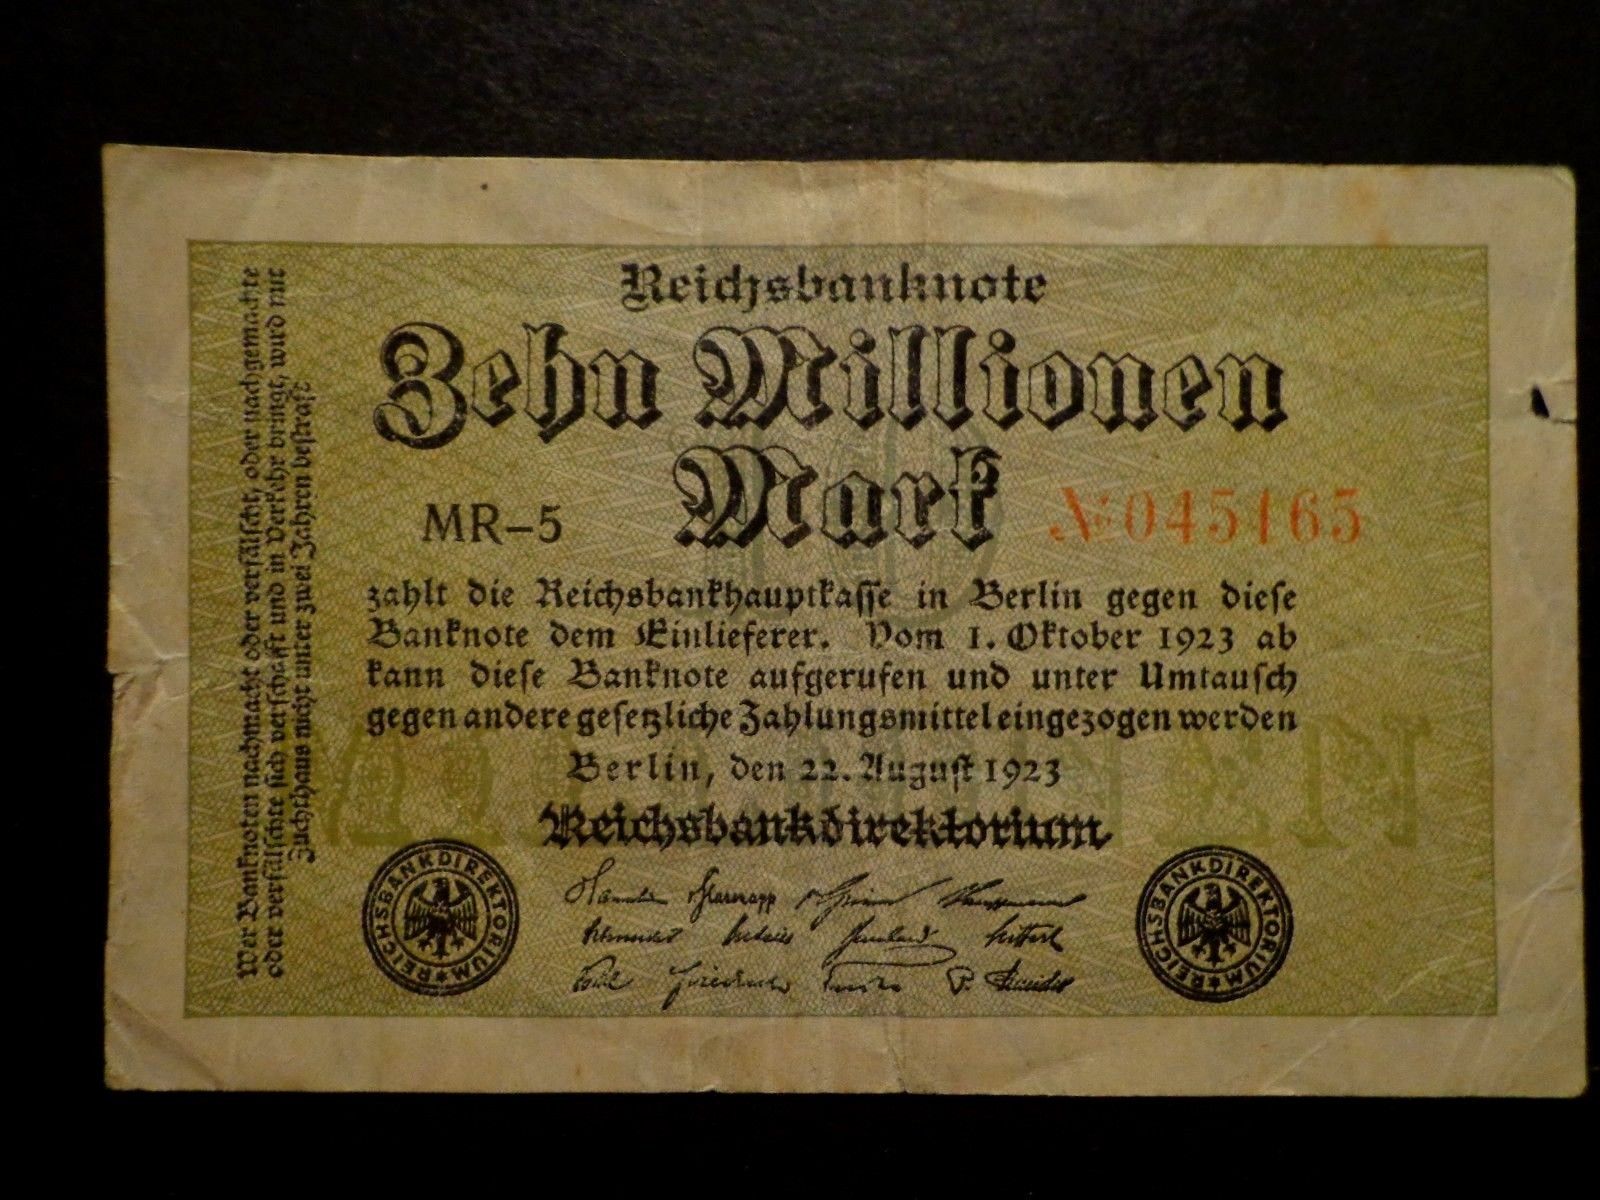 Reichsbanknote
Zehn Millionen
Mark
MR-5
№ 045165
zahlt die Reichsbankhauptkasse in Berlin gegen diese
Banknote dem Einlieferer. Vom 1. Oktober 1923 ab
kann diese Banknote aufgerufen und unter Umtausch
gegen andere gesetzliche Zahlungsmittel eingezogen werden
Berlin, den 22. August 1923
Reichsbankdirektorium
REICHSBANKDIREKTORIUM
REICHSBANKDIREKTORIUM
Wer Banknoten nachmacht oder verfälscht, oder nachgemachte
oder verfälschte sich verschafft und in Verkehr bringt, wird mit
Zuchthaus nicht unter zwei Jahren bestraft
10